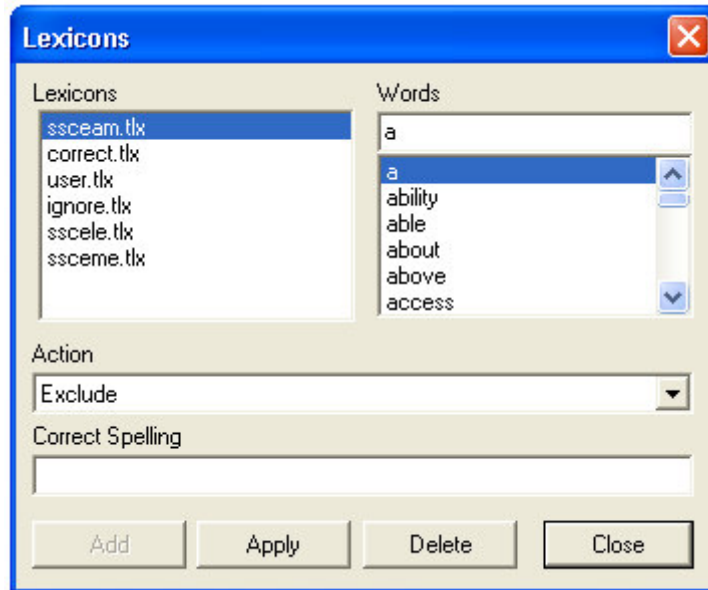 Lexicons
Lexicons
ssceam.tlx
correct.tlx
user.tlx
ignore.tlx
sscele.tlx
ssceme.tlx
Words
a
a
ability
able
about
above
access
Action
Exclude
Correct Spelling
Add Apply Delete Close